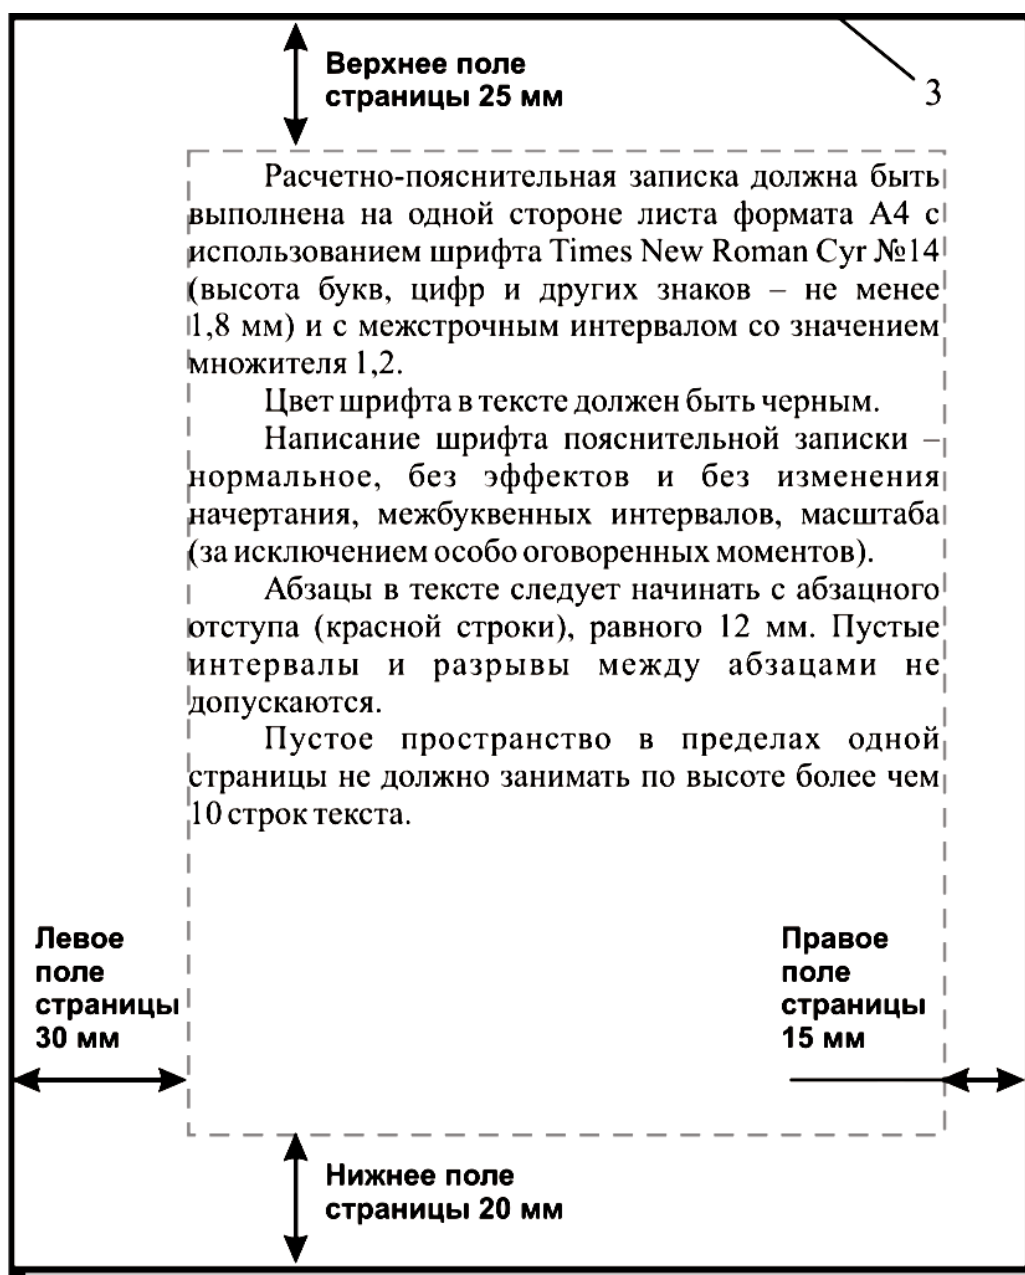 Верхнее поле
страницы 25 мм
3
Расчетно-пояснительная записка должна быть
выполнена на одной стороне листа формата А4 с
использованием шрифта Times New Roman Cyr №14
(высота букв, цифр и других знаков – не менее
1,8 мм) и с межстрочным интервалом со значением
множителя 1,2.
Цвет шрифта в тексте должен быть черным.
Написание шрифта пояснительной записки –
нормальное, без эффектов и без изменения
начертания, межбуквенных интервалов, масштаба
(за исключением особо оговоренных моментов).
Абзацы в тексте следует начинать с абзацного
отступа (красной строки), равного 12 мм. Пустые
интервалы и разрывы между абзацами не
допускаются.
Пустое пространство в пределах одной
страницы не должно занимать по высоте более чем
10 строк текста.
Левое
поле
страницы
30 мм
Правое
поле
страницы
15 мм
Нижнее поле
страницы 20 мм